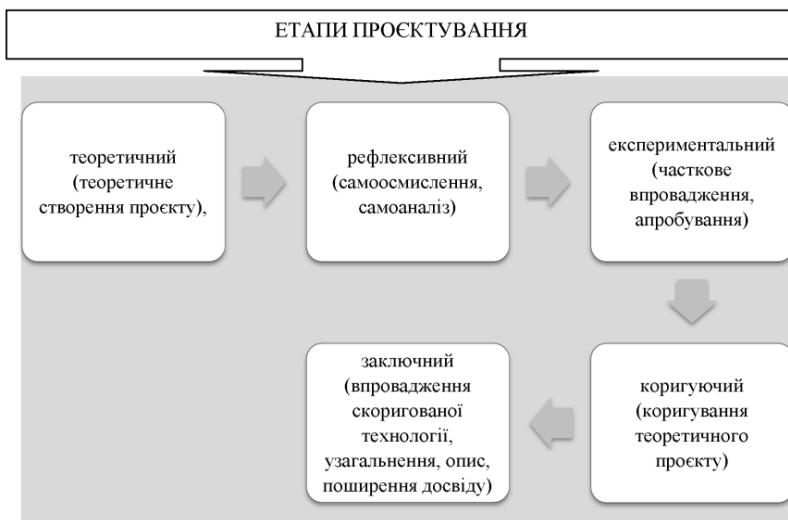 ЕТАПИ ПРОЄКТУВАННЯ
теоретичний
(теоретичне
створення проєкту),
рефлексивний
(самоосмислення,
самоаналіз)
експериментальний
(часткове
впровадження,
апробування)
коригуючий
(коригування
теоретичного
проєкту)
заключний
(впровадження
скоригованої
технології,
узагальнення, опис,
поширення досвіду)